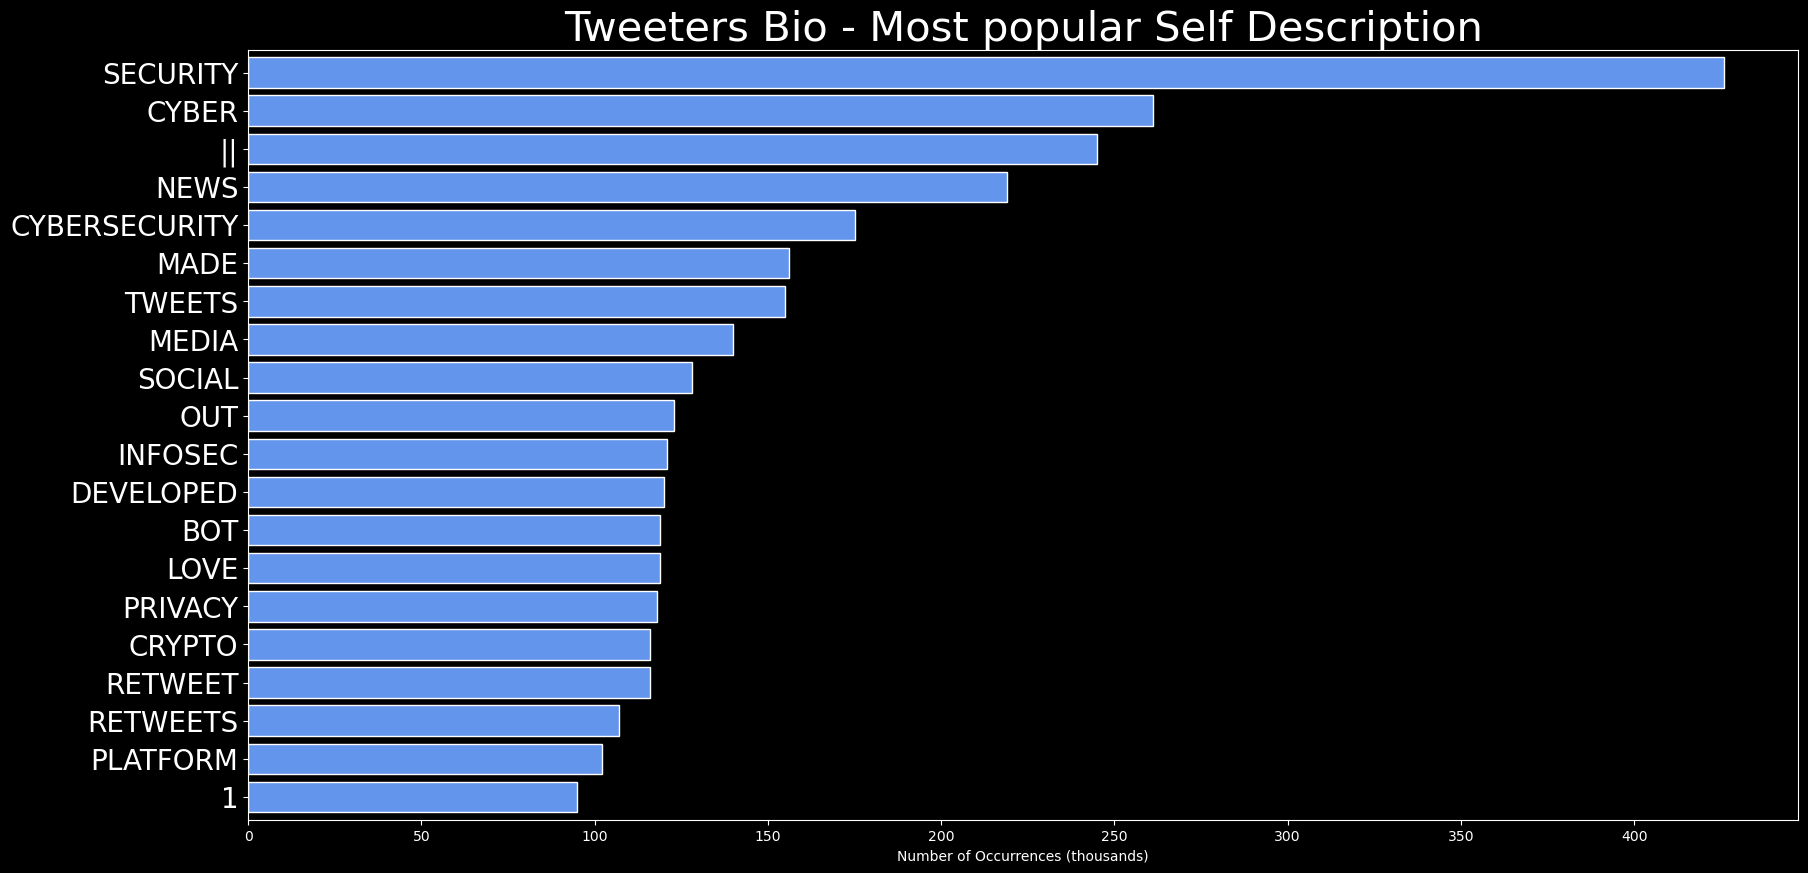 Tweeters Bio - Most popular Self Description
SECURITY
CYBER
||
NEWS
CYBERSECURITY
MADE
TWEETS
MEDIA
SOCIAL
OUT
INFOSEC
DEVELOPED
BOT
LOVE
PRIVACY
CRYPTO
RETWEET
RETWEETS
PLATFORM
1
0 50 100 150 200 250 300 350 400
Number of Occurrences (thousands)